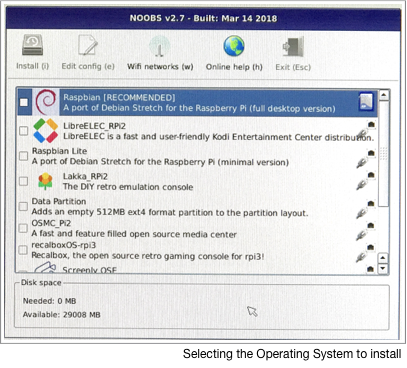 NOOBS v2.7 - Built: Mar 14 2018
Install (i)
Edit config (e)
Wifi networks (w)
Online help (h)
Exit (Esc)
Raspbian [RECOMMENDED]
A port of Debian Stretch for the Raspberry Pi (full desktop version)
LibreELEC_RPi2
LibreELEC is a fast and user-friendly Kodi Entertainment Center distribution.
Raspbian Lite
A port of Debian Stretch for the Raspberry Pi (minimal version)
Lakka_RPi2
The DIY retro emulation console
Data Partition
Adds an empty 512MB ext4 format partition to the partition layout.
OSMC_Pi2
A fast and feature filled open source media center
recalboxOS-rpi3
Recalbox, the open source retro gaming console for rpi3!
Screenly OSE
Disk space
Needed: 0 MB
Available: 29008 MB
Selecting the Operating System to install